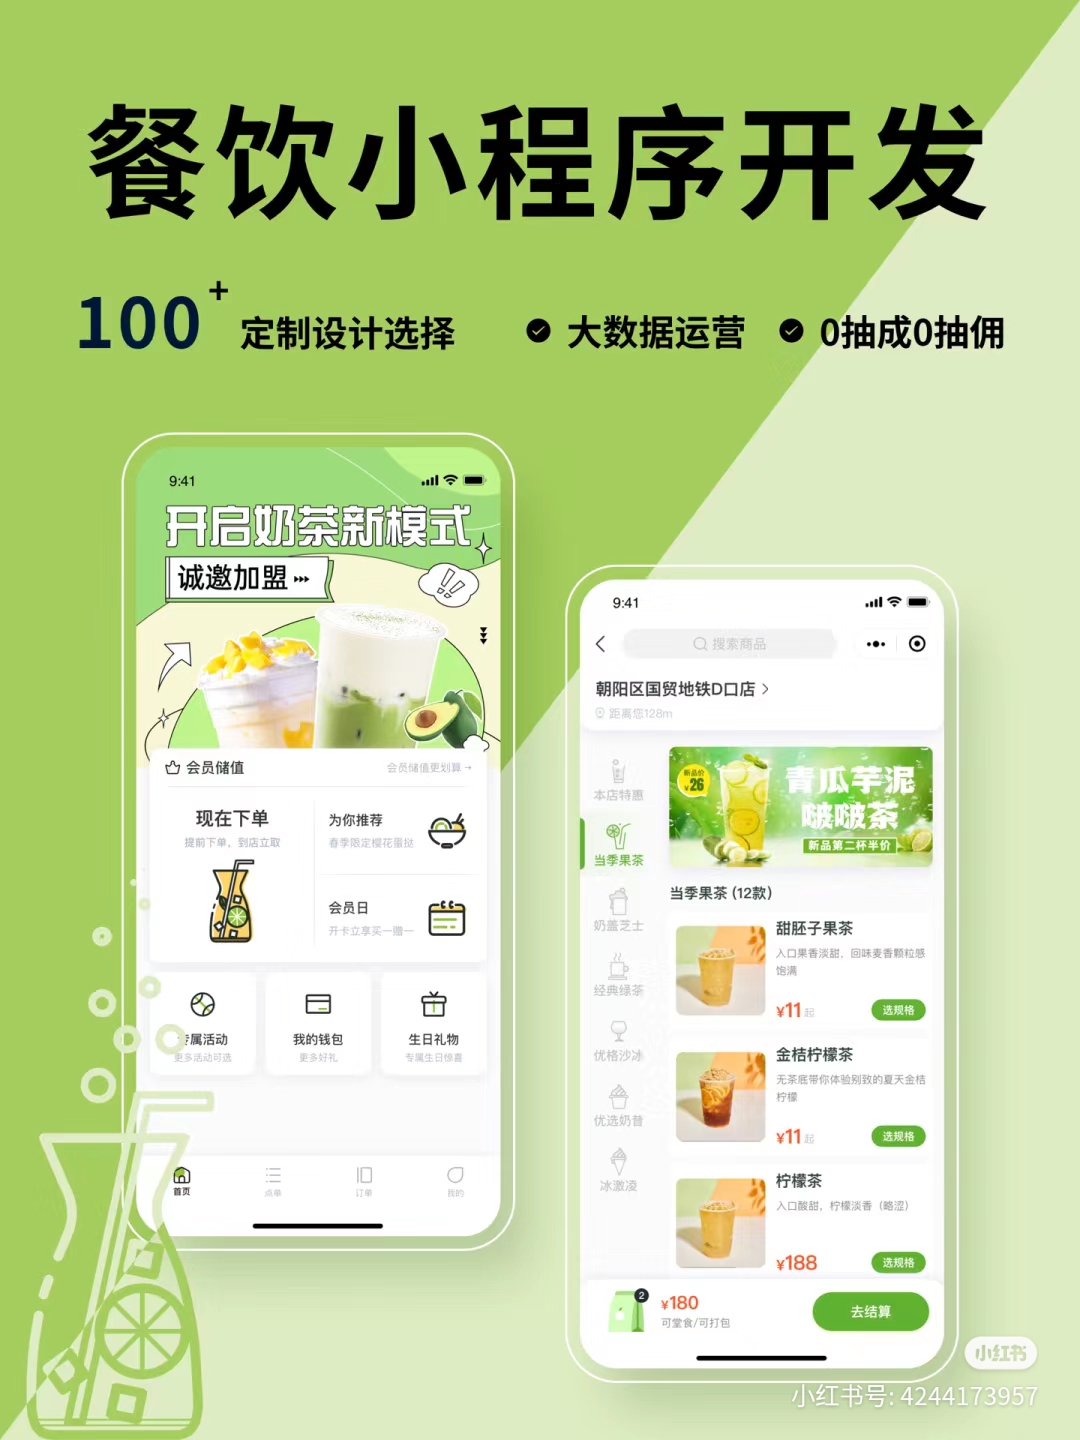 餐饮小程序开发
100+ 定制设计选择
大数据运营
0抽成0抽佣
9:41
开启奶茶新模式
诚邀加盟
会员储值
会员储值更划算→
现在下单
提前下单、到店立取
为你推荐
春季限定樱花蛋挞
会员日
开卡立享买一赠一
专属活动
更多活动可选
我的钱包
更多好礼
生日礼物
专属生日惊喜
首页
点单
订单
我的
9:41
搜索商品
朝阳区国贸地铁D口店
距离您128m
本店特惠
当季果茶
奶盖芝士
经典绿茶
优格沙冰
优选奶昔
冰激凌
新品价
¥26
青瓜芋泥
啵啵茶
新品第二杯半价
当季果茶 (12款)
甜胚子果茶
入口果香淡甜，回味麦香颗粒感
饱满
¥11起
选规格
金桔柠檬茶
无茶底带你体验别致的夏天金桔
柠檬
¥11起
选规格
柠檬茶
入口酸甜，柠檬淡香（略涩）
¥188
选规格
2
¥180
可堂食/可打包
去结算
小红书
小红书号: 4244173957